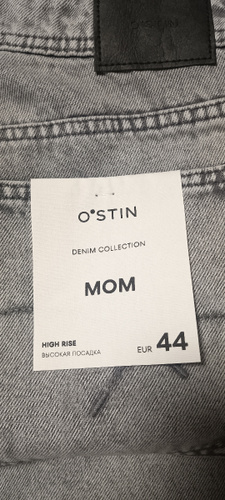 O'STIN
DENIM COLLECTION
MOM
HIGH RISE
ВЫСОКАЯ ПОСАДКА
EUR 44